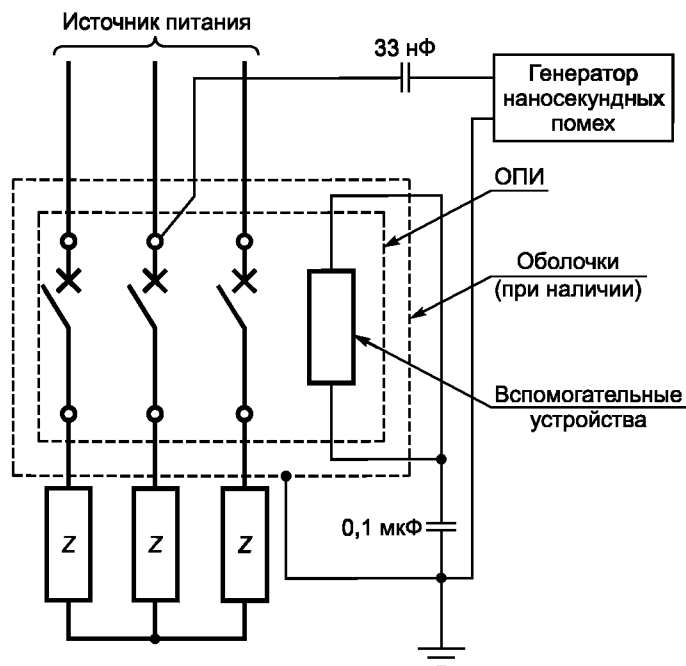 Источник питания
33 нФ
Генератор
наносекундных
помех
ОПИ
Оболочки
(при наличии)
Вспомогательные
устройства
0,1 мкФ
Z
Z
Z